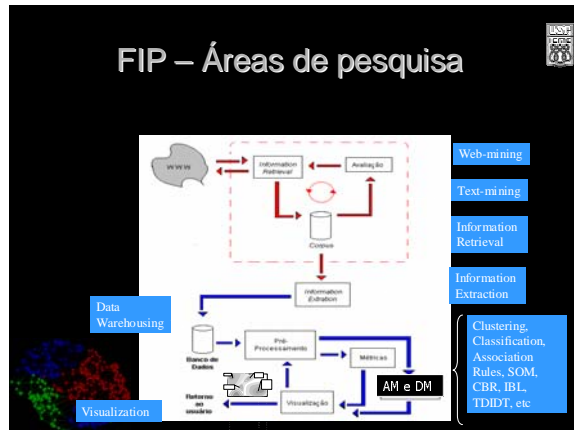 FIP – Áreas de pesquisa
USP
WWW
Information
Retrieval
Avaliação
Corpus
Information
Extration
Banco de
Dados
Pré-
Processamento
Métricas
AM e DM
Visualização
Retorno
ao
usuário
Web-mining
Text-mining
Information
Retrieval
Information
Extraction
Data
Warehousing
Clustering,
Classification,
Association
Rules, SOM,
CBR, IBL,
TDIDT, etc
Visualization